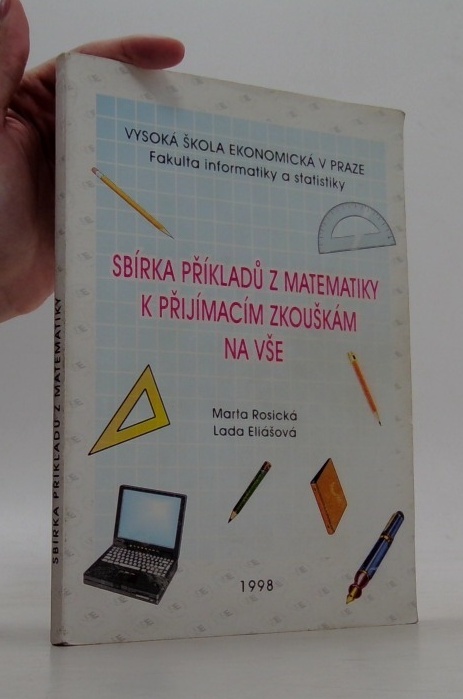 VYSOKÁ ŠKOLA EKONOMICKÁ V PRAZE
Fakulta informatiky a statistiky
SBÍRKA PŘÍKLADŮ Z MATEMATIKY
K PŘIJÍMACÍM ZKOUŠKÁM
NA VŠE
Marta Rosická
Lada Eliášová
1998
SBÍRKA PŘÍKLADŮ Z MATEMATIKY